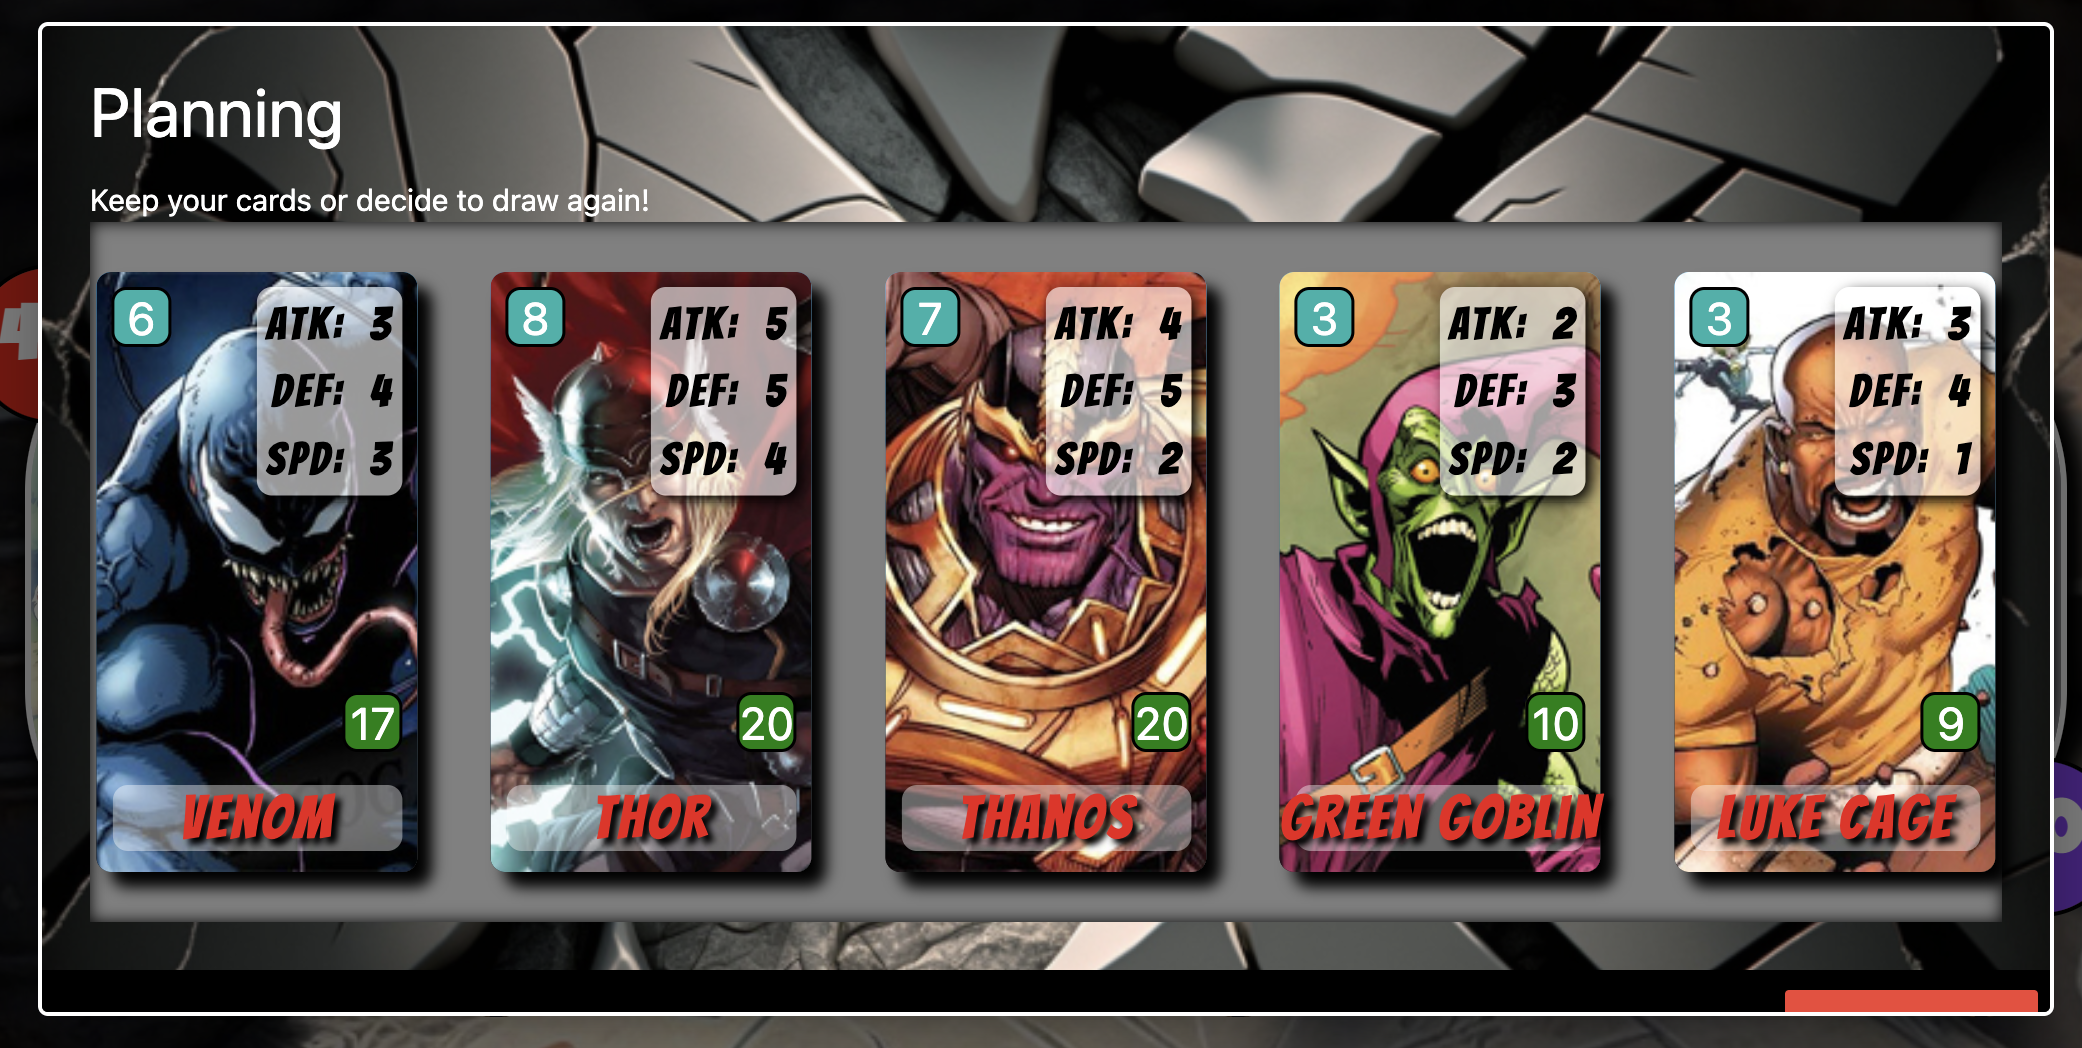 Planning
Keep your cards or decide to draw again!
6
ATK: 3
DEF: 4
SPD: 3
17
VENOM
8
ATK: 5
DEF: 5
SPD: 4
20
THOR
7
ATK: 4
DEF: 5
SPD: 2
20
THANOS
3
ATK: 2
DEF: 3
SPD: 2
10
GREEN GOBLIN
3
ATK: 3
DEF: 4
SPD: 1
9
LUKE CAGE